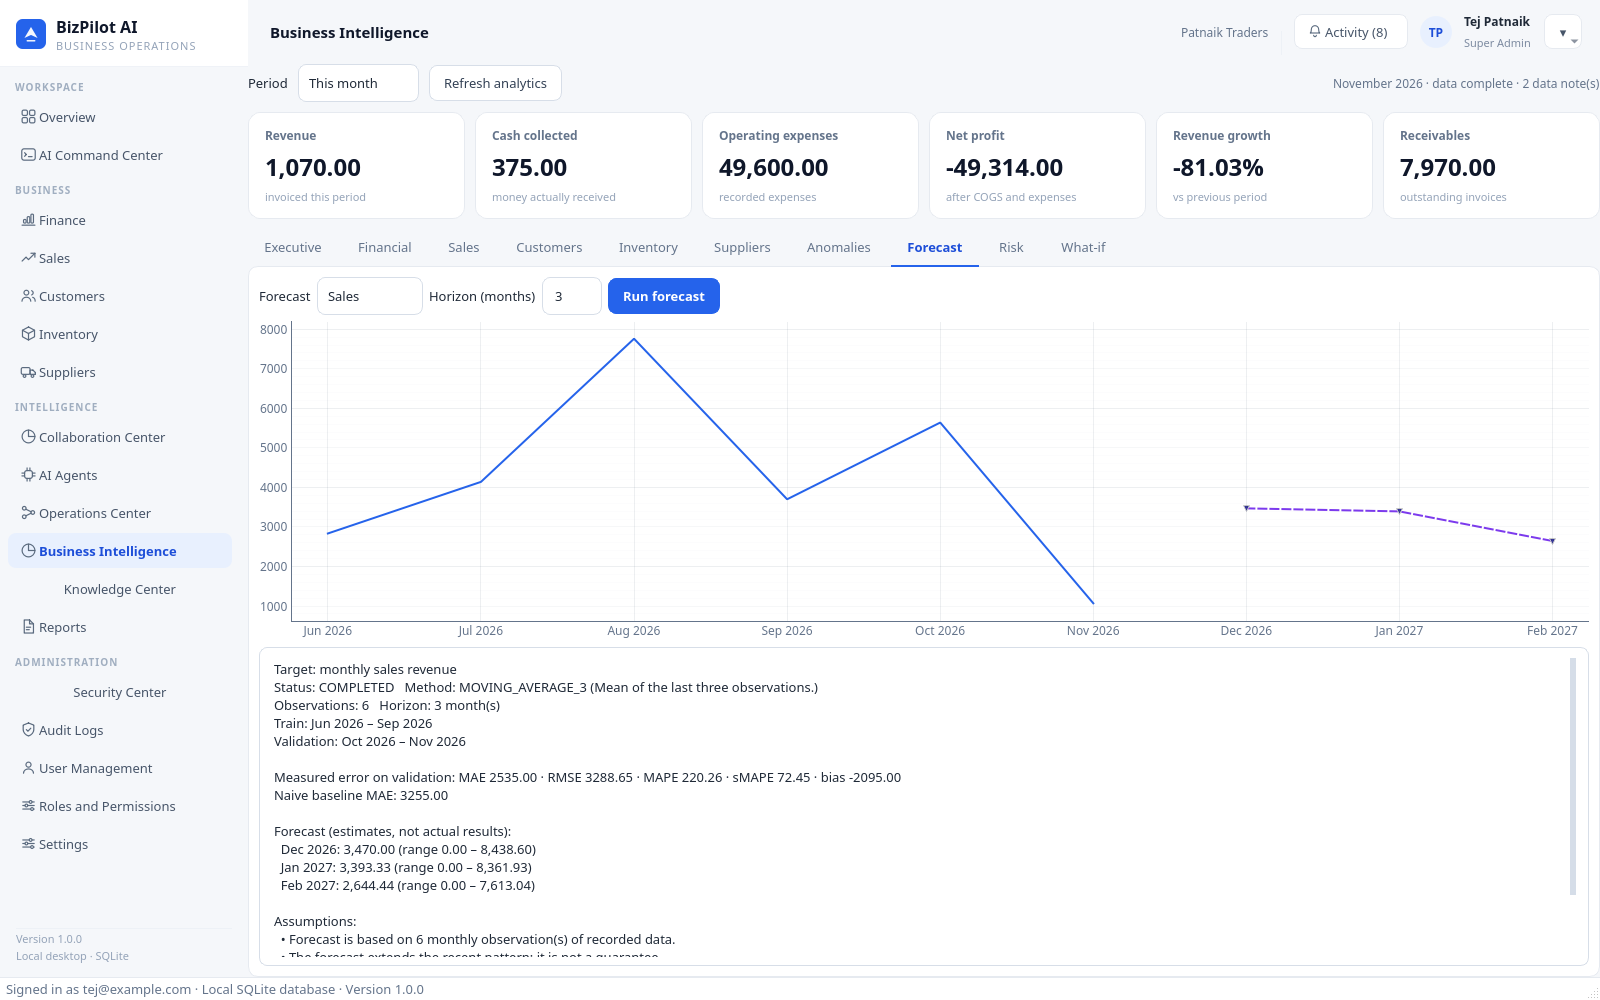 BizPilot AI
BUSINESS OPERATIONS
Business Intelligence
Patnaik Traders
Activity (8)
TP
Tej Patnaik
Super Admin
WORKSPACE
Overview
AI Command Center
BUSINESS
Finance
Sales
Customers
Inventory
Suppliers
INTELLIGENCE
Collaboration Center
AI Agents
Operations Center
Business Intelligence
Knowledge Center
Reports
ADMINISTRATION
Security Center
Audit Logs
User Management
Roles and Permissions
Settings
Version 1.0.0
Local desktop · SQLite
Period This month Refresh analytics
November 2026 · data complete · 2 data note(s)
Revenue
1,070.00
invoiced this period
Cash collected
375.00
money actually received
Operating expenses
49,600.00
recorded expenses
Net profit
-49,314.00
after COGS and expenses
Revenue growth
-81.03%
vs previous period
Receivables
7,970.00
outstanding invoices
Executive Financial Sales Customers Inventory Suppliers Anomalies Forecast Risk What-if
Forecast Sales Horizon (months) 3 Run forecast
8000
7000
6000
5000
4000
3000
2000
1000
Jun 2026 Jul 2026 Aug 2026 Sep 2026 Oct 2026 Nov 2026 Dec 2026 Jan 2027 Feb 2027
Target: monthly sales revenue
Status: COMPLETED Method: MOVING_AVERAGE_3 (Mean of the last three observations.)
Observations: 6 Horizon: 3 month(s)
Train: Jun 2026 – Sep 2026
Validation: Oct 2026 – Nov 2026
Measured error on validation: MAE 2535.00 · RMSE 3288.65 · MAPE 220.26 · sMAPE 72.45 · bias -2095.00
Naive baseline MAE: 3255.00
Forecast (estimates, not actual results):
Dec 2026: 3,470.00 (range 0.00 – 8,438.60)
Jan 2027: 3,393.33 (range 0.00 – 8,361.93)
Feb 2027: 2,644.44 (range 0.00 – 7,613.04)
Assumptions:
• Forecast is based on 6 monthly observation(s) of recorded data.
• The forecast extends the recent pattern; it is not a guarantee.
Signed in as tej@example.com · Local SQLite database · Version 1.0.0